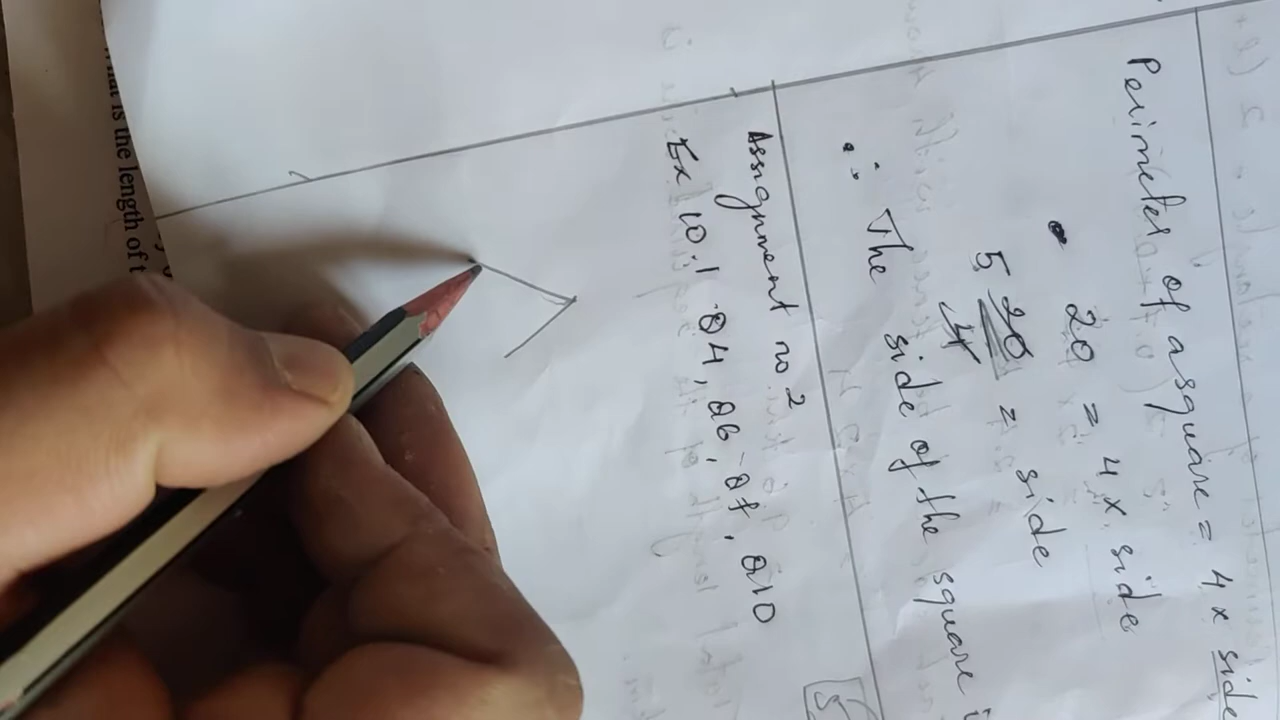 Perimeter of a square = 4 x side
20 = 4 x side
5 20 = side
4
∴ The side of the square i
5
Assignment no 2
Ex 10.1 Q4, Q6, Q7, Q10
is the length of t